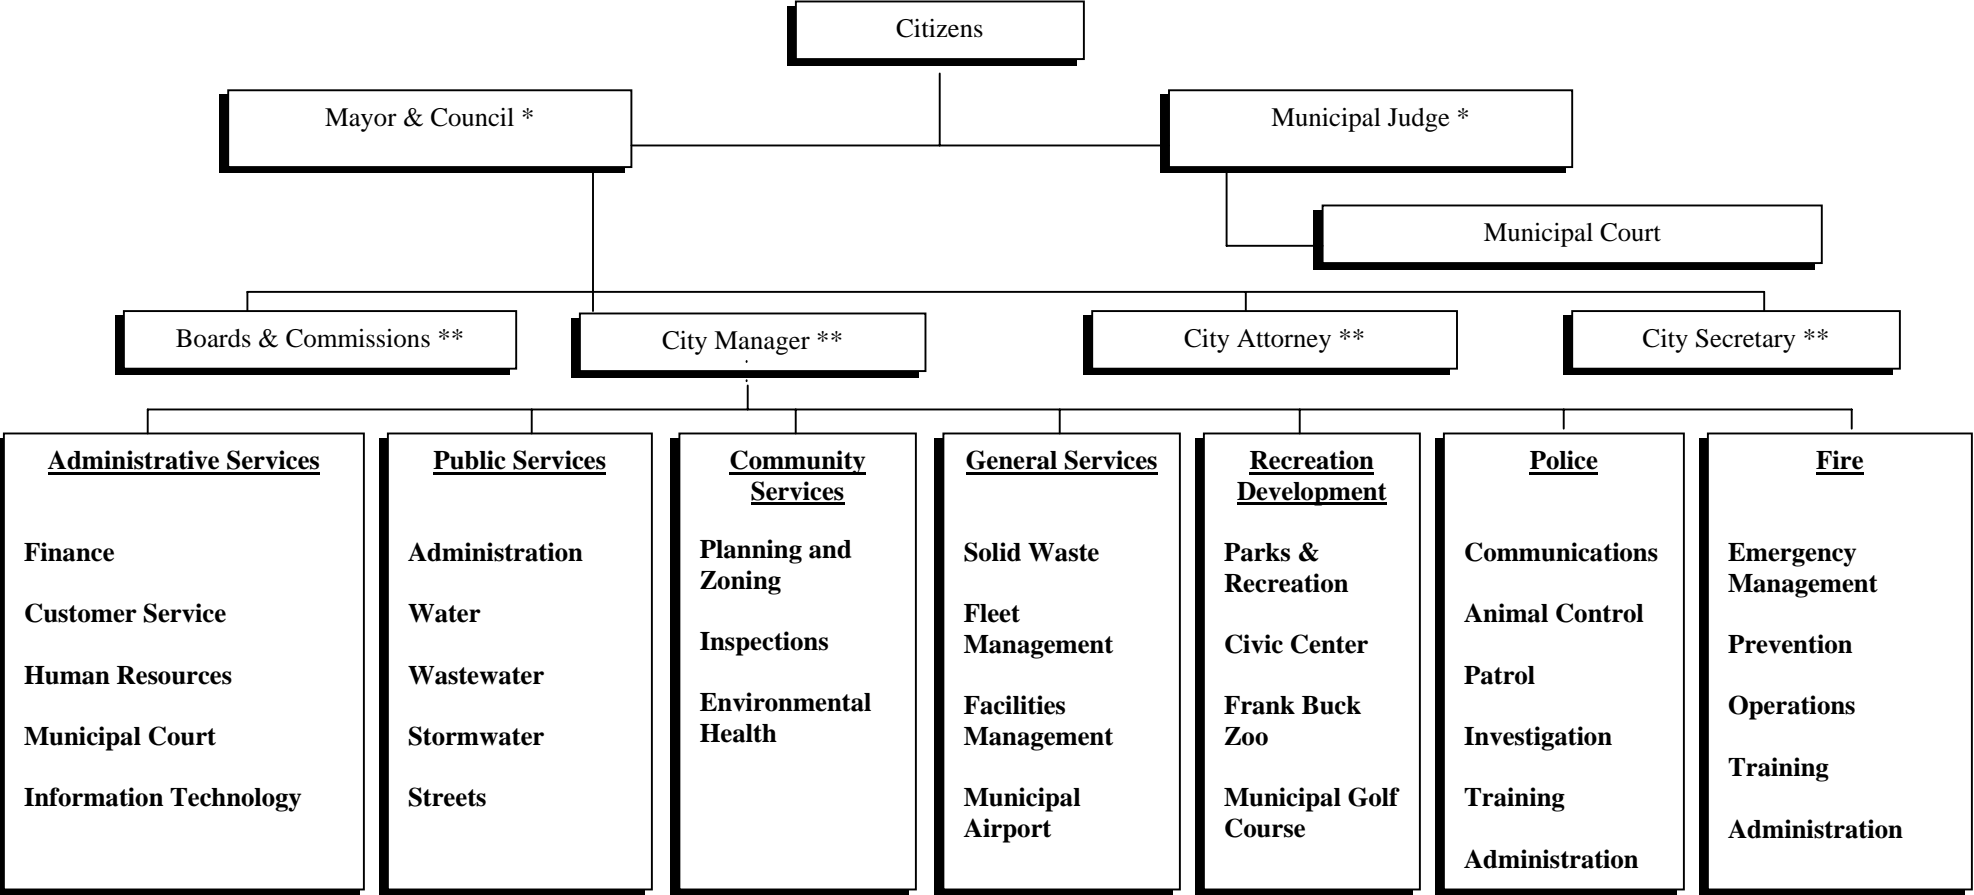 Citizens
Mayor & Council *
Municipal Judge *
Municipal Court
Boards & Commissions **
City Manager **
City Attorney **
City Secretary **
Administrative Services
Finance
Customer Service
Human Resources
Municipal Court
Information Technology
Public Services
Administration
Water
Wastewater
Stormwater
Streets
Community
Services
Planning and
Zoning
Inspections
Environmental
Health
General Services
Solid Waste
Fleet
Management
Facilities
Management
Municipal
Airport
Recreation
Development
Parks &
Recreation
Civic Center
Frank Buck
Zoo
Municipal Golf
Course
Police
Communications
Animal Control
Patrol
Investigation
Training
Administration
Fire
Emergency
Management
Prevention
Operations
Training
Administration